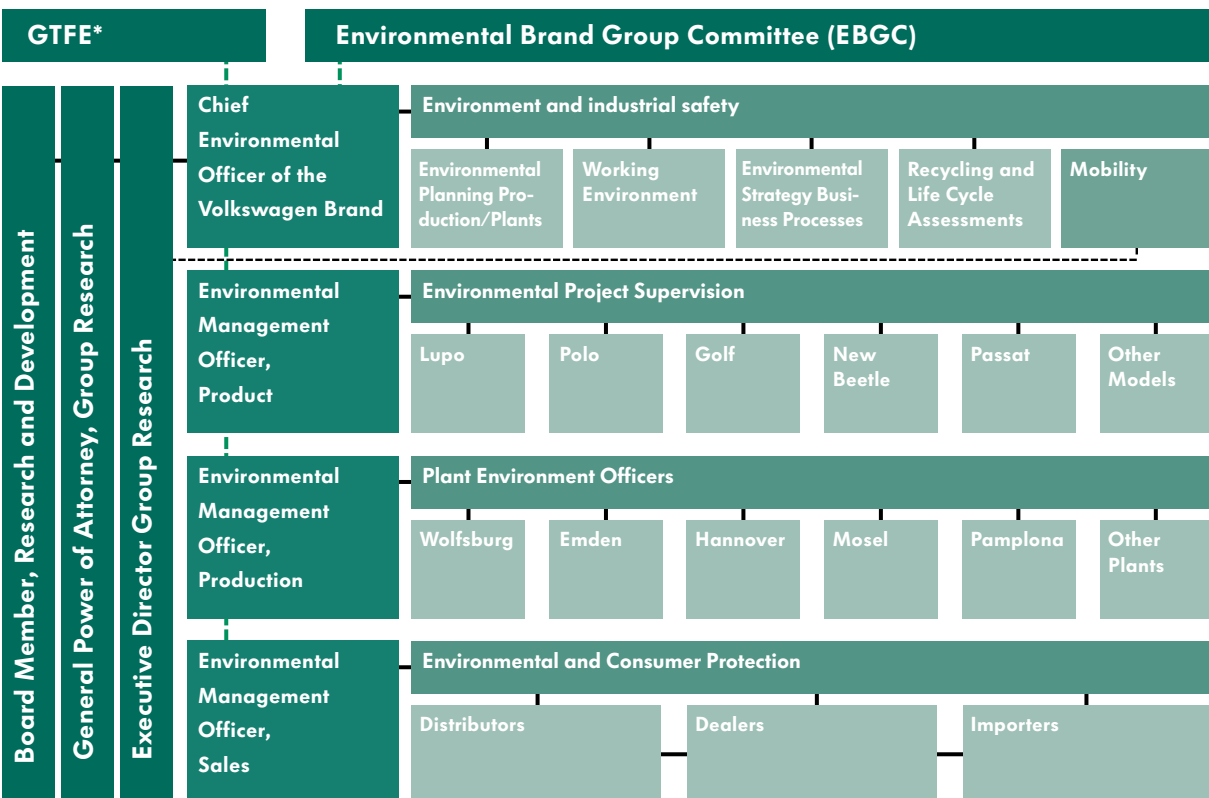 GTFE*
Environmental Brand Group Committee (EBGC)
Board Member, Research and Development
General Power of Attorney, Group Research
Executive Director Group Research
Chief
Environmental
Officer of the
Volkswagen Brand
Environment and industrial safety
Environmental
Planning Pro-
duction/Plants
Working
Environment
Environmental
Strategy Busi-
ness Processes
Recycling and
Life Cycle
Assessments
Mobility
Environmental
Management
Officer,
Product
Environmental Project Supervision
Lupo
Polo
Golf
New
Beetle
Passat
Other
Models
Environmental
Management
Officer,
Production
Plant Environment Officers
Wolfsburg
Emden
Hannover
Mosel
Pamplona
Other
Plants
Environmental
Management
Officer,
Sales
Environmental and Consumer Protection
Distributors
Dealers
Importers